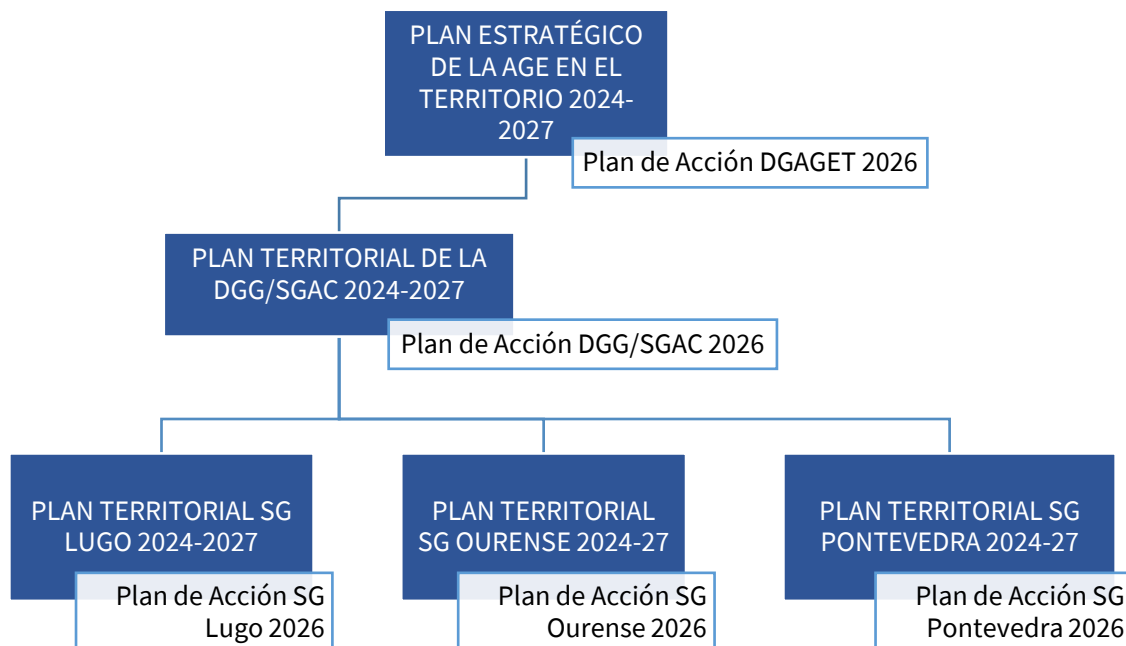 PLAN ESTRATÉGICO
DE LA AGE EN EL
TERRITORIO 2024-
2027
Plan de Acción DGAGET 2026
PLAN TERRITORIAL DE LA
DGG/SGAC 2024-2027
Plan de Acción DGG/SGAC 2026
PLAN TERRITORIAL SG
LUGO 2024-2027
Plan de Acción SG
Lugo 2026
PLAN TERRITORIAL
SG OURENSE 2024-27
Plan de Acción SG
Ourense 2026
PLAN TERRITORIAL SG
PONTEVEDRA 2024-27
Plan de Acción SG
Pontevedra 2026